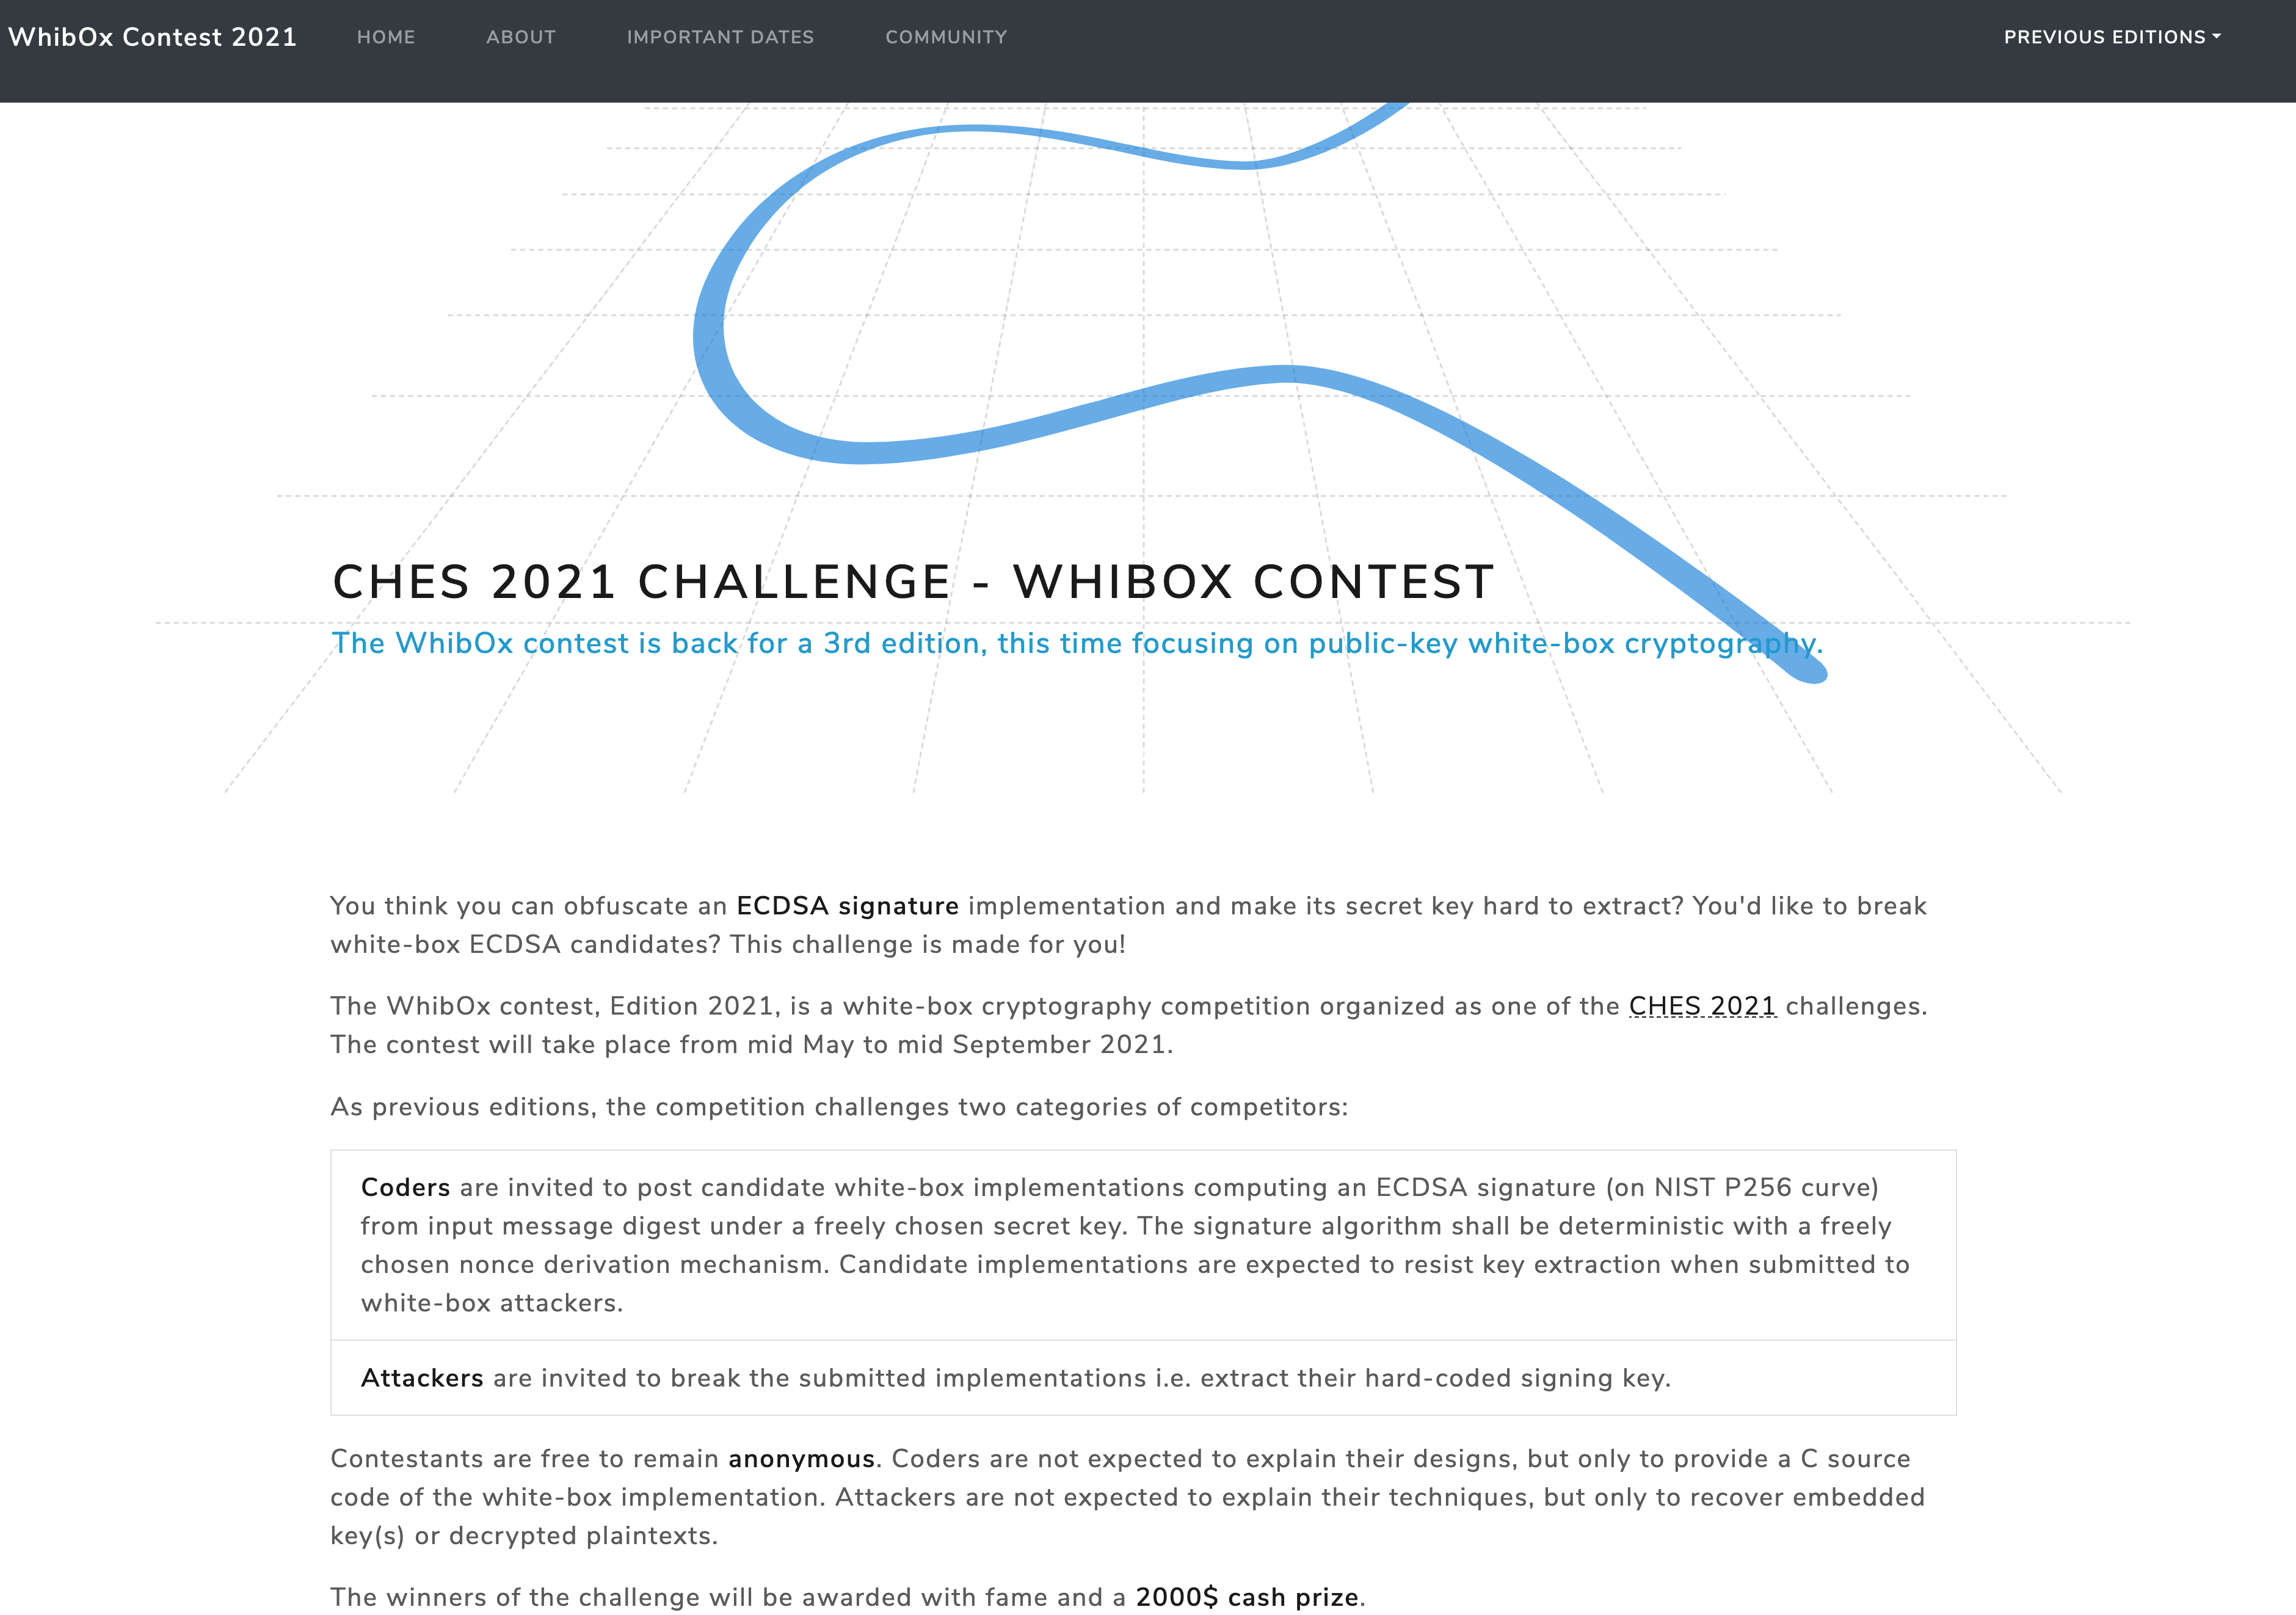 WhibOx Contest 2021 HOME ABOUT IMPORTANT DATES COMMUNITY PREVIOUS EDITIONS
CHES 2021 CHALLENGE - WHIBOX CONTEST
The WhibOx contest is back for a 3rd edition, this time focusing on public-key white-box cryptography.
You think you can obfuscate an ECDSA signature implementation and make its secret key hard to extract? You'd like to break
white-box ECDSA candidates? This challenge is made for you!
The WhibOx contest, Edition 2021, is a white-box cryptography competition organized as one of the CHES 2021 challenges.
The contest will take place from mid May to mid September 2021.
As previous editions, the competition challenges two categories of competitors:
Coders are invited to post candidate white-box implementations computing an ECDSA signature (on NIST P256 curve)
from input message digest under a freely chosen secret key. The signature algorithm shall be deterministic with a freely
chosen nonce derivation mechanism. Candidate implementations are expected to resist key extraction when submitted to
white-box attackers.
Attackers are invited to break the submitted implementations i.e. extract their hard-coded signing key.
Contestants are free to remain anonymous. Coders are not expected to explain their designs, but only to provide a C source
code of the white-box implementation. Attackers are not expected to explain their techniques, but only to recover embedded
key(s) or decrypted plaintexts.
The winners of the challenge will be awarded with fame and a 2000$ cash prize.